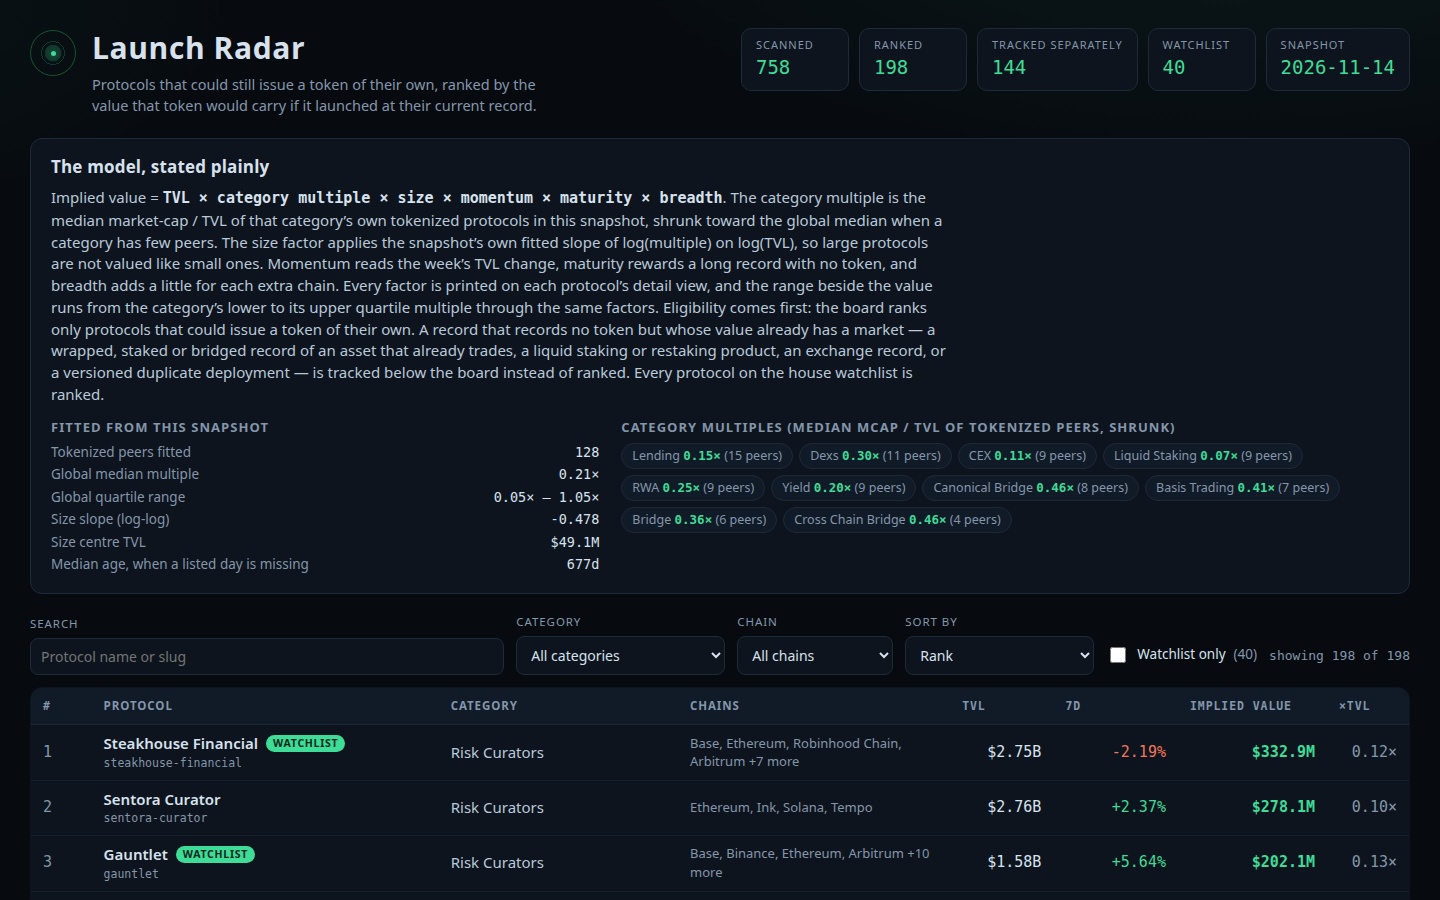 Launch Radar
Protocols that could still issue a token of their own, ranked by the
value that token would carry if it launched at their current record.
SCANNED
758
RANKED
198
TRACKED SEPARATELY
144
WATCHLIST
40
SNAPSHOT
2026-11-14
The model, stated plainly
Implied value = TVL × category multiple × size × momentum × maturity × breadth. The category multiple is the
median market-cap / TVL of that category's own tokenized protocols in this snapshot, shrunk toward the global median when a
category has few peers. The size factor applies the snapshot's own fitted slope of log(multiple) on log(TVL), so large protocols
are not valued like small ones. Momentum reads the week's TVL change, maturity rewards a long record with no token, and
breadth adds a little for each extra chain. Every factor is printed on each protocol's detail view, and the range beside the value
runs from the category's lower to its upper quartile multiple through the same factors. Eligibility comes first: the board ranks
only protocols that could issue a token of their own. A record that records no token but whose value already has a market — a
wrapped, staked or bridged record of an asset that already trades, a liquid staking or restaking product, an exchange record, or
a versioned duplicate deployment — is tracked below the board instead of ranked. Every protocol on the house watchlist is
ranked.
FITTED FROM THIS SNAPSHOT
Tokenized peers fitted 128
Global median multiple 0.21×
Global quartile range 0.05× – 1.05×
Size slope (log-log) -0.478
Size centre TVL $49.1M
Median age, when a listed day is missing 677d
CATEGORY MULTIPLES (MEDIAN MCAP / TVL OF TOKENIZED PEERS, SHRUNK)
Lending 0.15× (15 peers) Dexs 0.30× (11 peers) CEX 0.11× (9 peers) Liquid Staking 0.07× (9 peers)
RWA 0.25× (9 peers) Yield 0.20× (9 peers) Canonical Bridge 0.46× (8 peers) Basis Trading 0.41× (7 peers)
Bridge 0.36× (6 peers) Cross Chain Bridge 0.46× (4 peers)
SEARCH
Protocol name or slug
CATEGORY
All categories
CHAIN
All chains
SORT BY
Rank
Watchlist only (40) showing 198 of 198
# PROTOCOL CATEGORY CHAINS TVL 7D IMPLIED VALUE ×TVL
1 Steakhouse Financial WATCHLIST
steakhouse-financial
Risk Curators
Base, Ethereum, Robinhood Chain,
Arbitrum +7 more
$2.75B -2.19% $332.9M 0.12×
2 Sentora Curator
sentora-curator
Risk Curators
Ethereum, Ink, Solana, Tempo
$2.76B +2.37% $278.1M 0.10×
3 Gauntlet WATCHLIST
gauntlet
Risk Curators
Base, Binance, Ethereum, Arbitrum +10
more
$1.58B +5.64% $202.1M 0.13×